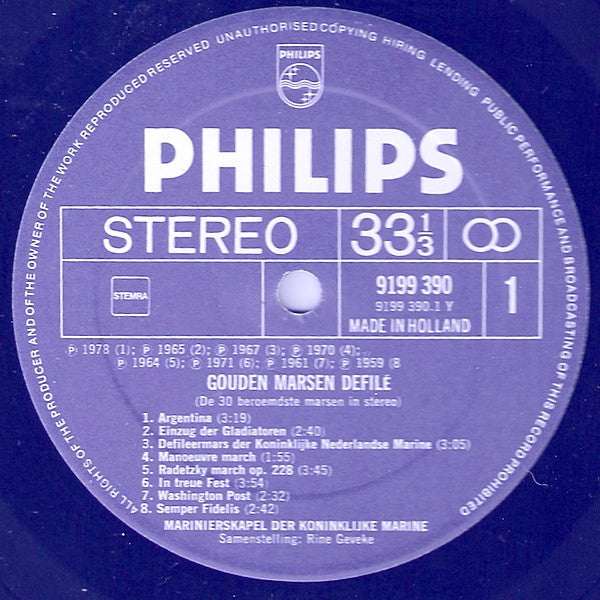 ALL RIGHTS OF THE PRODUCER AND OF THE OWNER OF THE WORK REPRODUCED RESERVED UNAUTHORISED COPYING HIRING LENDING PUBLIC PERFORMANCE AND BROADCASTING OF THIS RECORD PROHIBITED
PHILIPS
PHILIPS
STEREO 33 1/3
STEMRA
9199 390
9199 390.1 Y
MADE IN HOLLAND
1
Ⓟ 1978 (1); Ⓟ 1965 (2); Ⓟ 1967 (3); Ⓟ 1970 (4);
Ⓟ 1964 (5); Ⓟ 1971 (6); Ⓟ 1961 (7); Ⓟ 1959 (8
GOUDEN MARSEN DEFILÉ
(De 30 beroemdste marsen in stereo)
1. Argentina (3:19)
2. Einzug der Gladiatoren (2:40)
3. Defileermars der Koninklijke Nederlandse Marine (3:05)
4. Manoeuvre march (1:55)
5. Radetzky march op. 228 (3:45)
6. In treue Fest (3:54)
7. Washington Post (2:32)
8. Semper Fidelis (2:42)
MARINIERSKAPEL DER KONINKLIJKE MARINE
Samenstelling: Rine Geveke